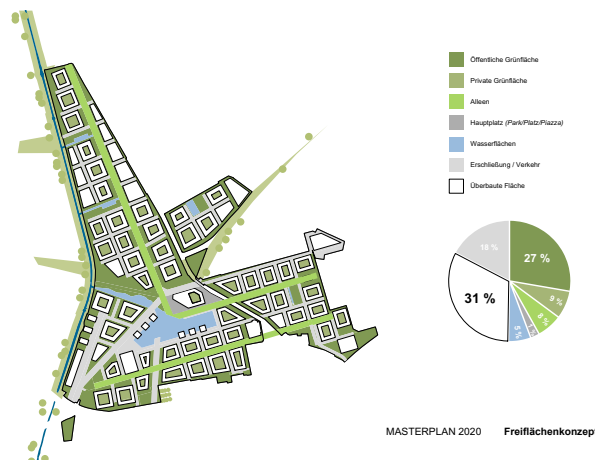 Öffentliche Grünfläche
Private Grünfläche
Alleen
Hauptplatz (Park/Platz/Piazza)
Wasserflächen
Erschließung / Verkehr
Überbaute Fläche
18 %
27 %
31 %
9 %
8 %
5 %
MASTERPLAN 2020 Freiflächenkonzept